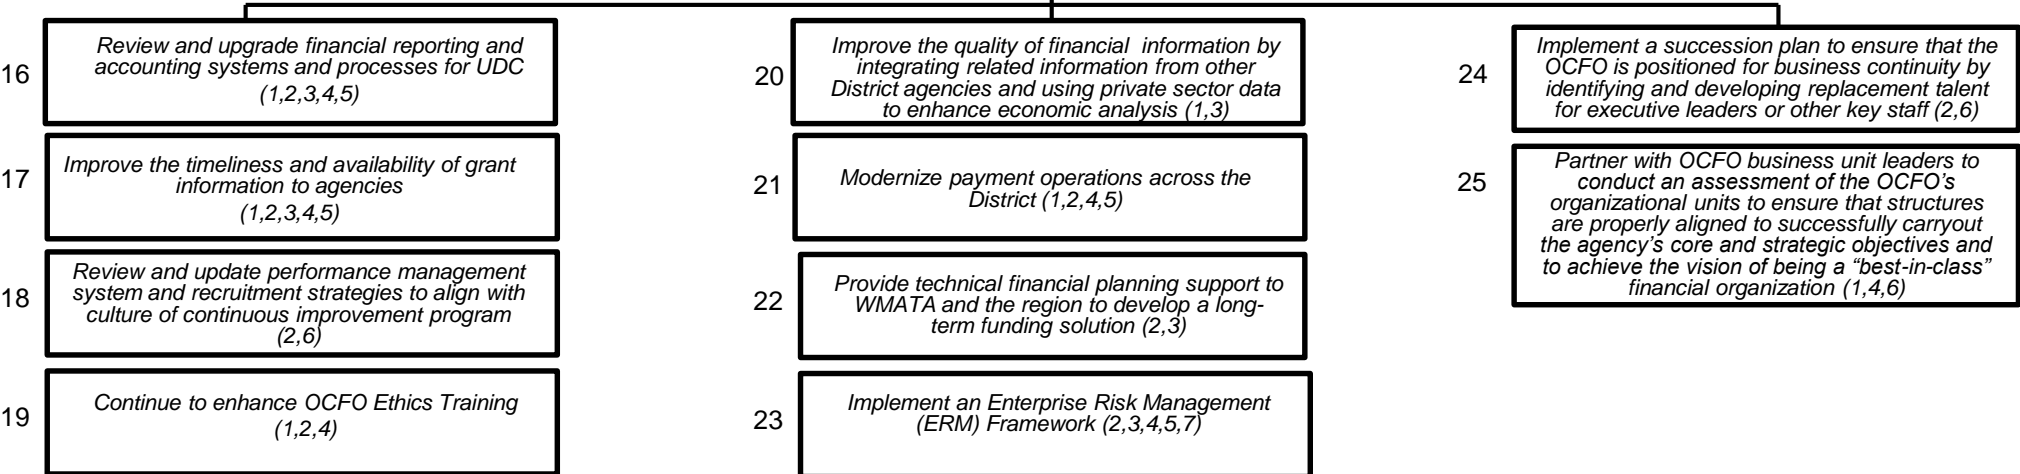 16
Review and upgrade financial reporting and
accounting systems and processes for UDC
(1,2,3,4,5)
17
Improve the timeliness and availability of grant
information to agencies
(1,2,3,4,5)
18
Review and update performance management
system and recruitment strategies to align with
culture of continuous improvement program
(2,6)
19
Continue to enhance OCFO Ethics Training
(1,2,4)
20
Improve the quality of financial  information by
integrating related information from other
District agencies and using private sector data
to enhance economic analysis (1,3)
21
Modernize payment operations across the
District (1,2,4,5)
22
Provide technical financial planning support to
WMATA and the region to develop a long-
term funding solution (2,3)
23
Implement an Enterprise Risk Management
(ERM) Framework (2,3,4,5,7)
24
Implement a succession plan to ensure that the
OCFO is positioned for business continuity by
identifying and developing replacement talent
for executive leaders or other key staff (2,6)
25
Partner with OCFO business unit leaders to
conduct an assessment of the OCFO’s
organizational units to ensure that structures
are properly aligned to successfully carryout
the agency’s core and strategic objectives and
to achieve the vision of being a “best-in-class”
financial organization (1,4,6)